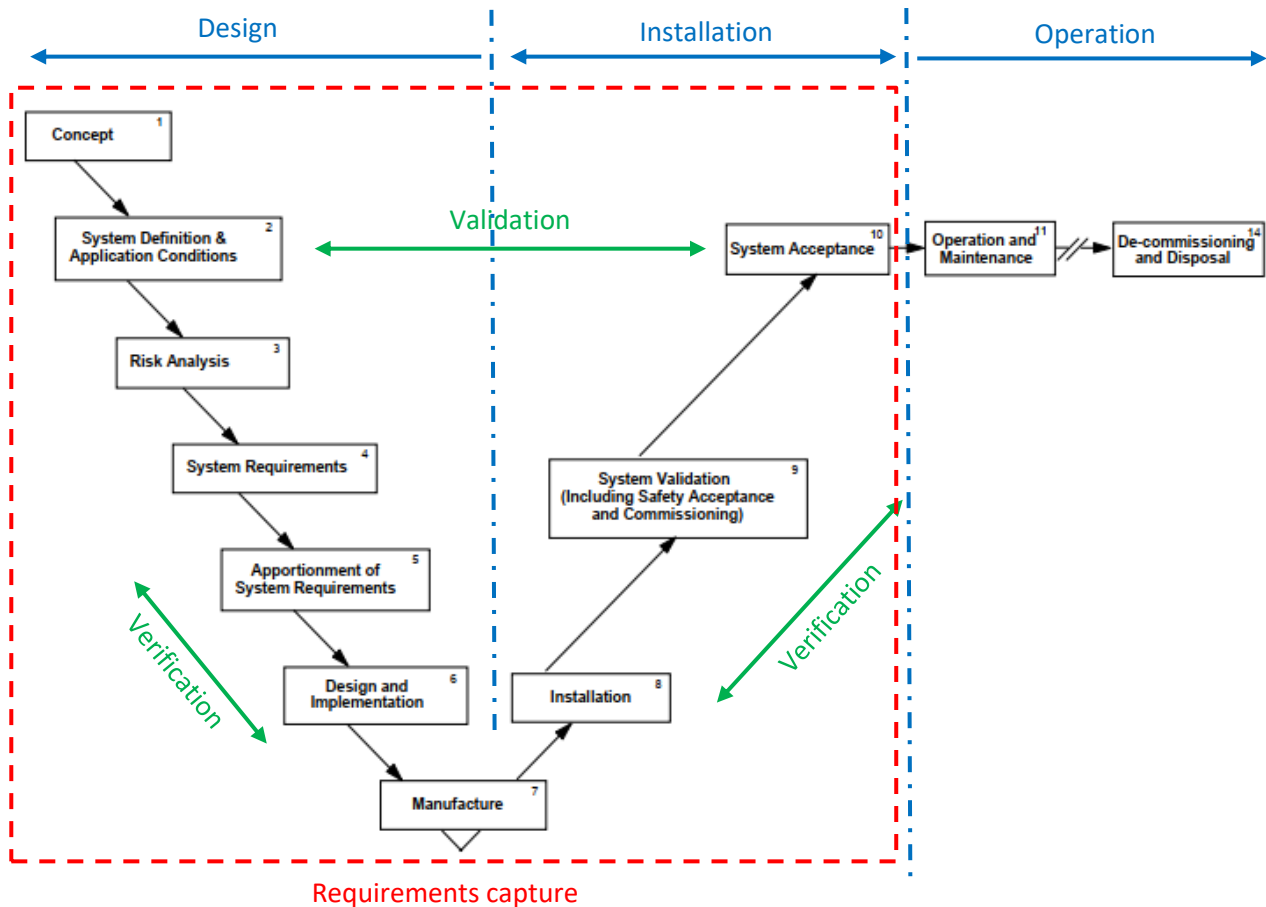 Design
Installation
Operation
1
Concept
2
System Definition &
Application Conditions
Validation
10
System Acceptance
11
Operation and
Maintenance
14
De-commissioning
and Disposal
3
Risk Analysis
4
System Requirements
9
System Validation
(Including Safety Acceptance
and Commissioning)
5
Apportionment of
System Requirements
Verification
Verification
6
Design and
Implementation
8
Installation
7
Manufacture
Requirements capture